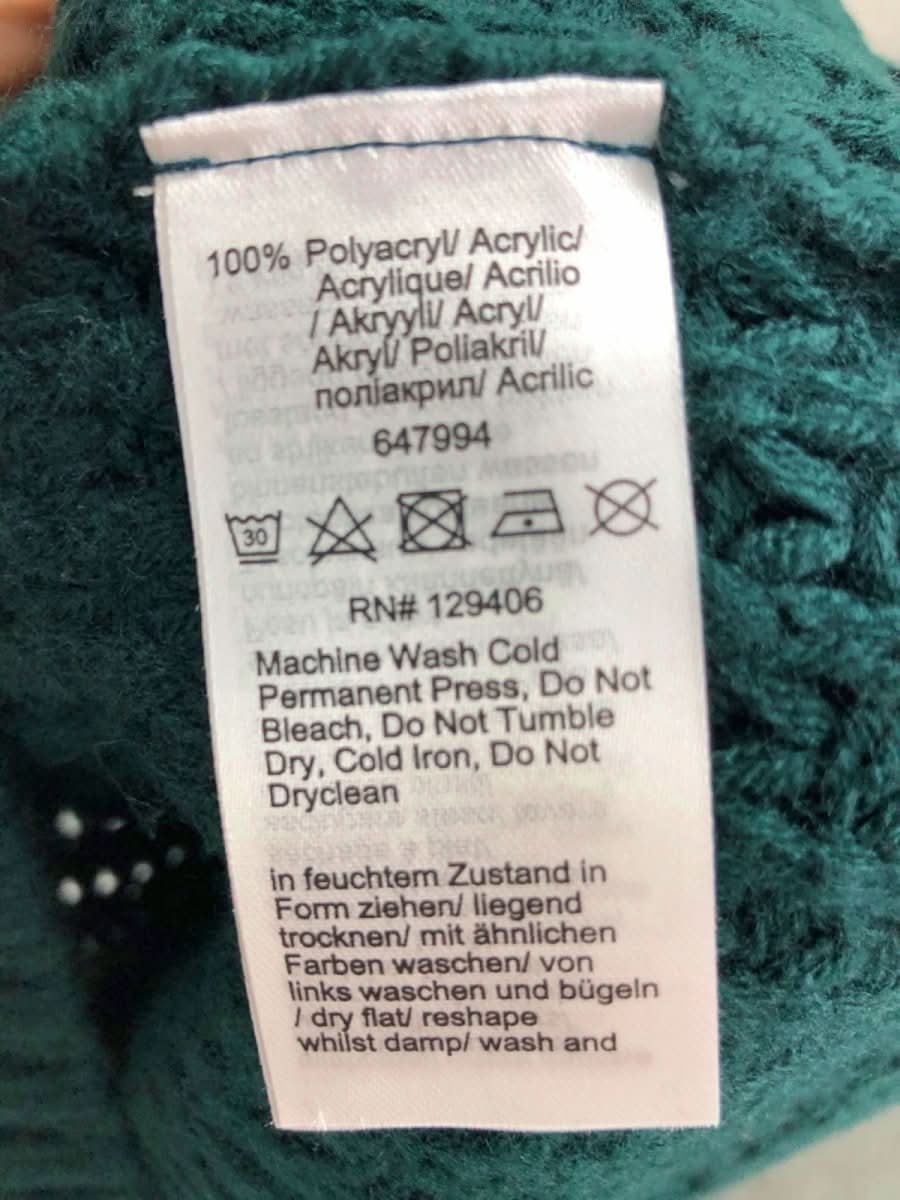 100% Polyacryl/ Acrylic/
Acrylique/ Acrilio
/ Akryyli/ Acryl/
Akryl/ Poliakril/
поліакрил/ Acrilic
647994
30
RN# 129406
Machine Wash Cold
Permanent Press, Do Not
Bleach, Do Not Tumble
Dry, Cold Iron, Do Not
Dryclean
in feuchtem Zustand in
Form ziehen/ liegend
trocknen/ mit ähnlichen
Farben waschen/ von
links waschen und bügeln
/ dry flat/ reshape
whilst damp/ wash and